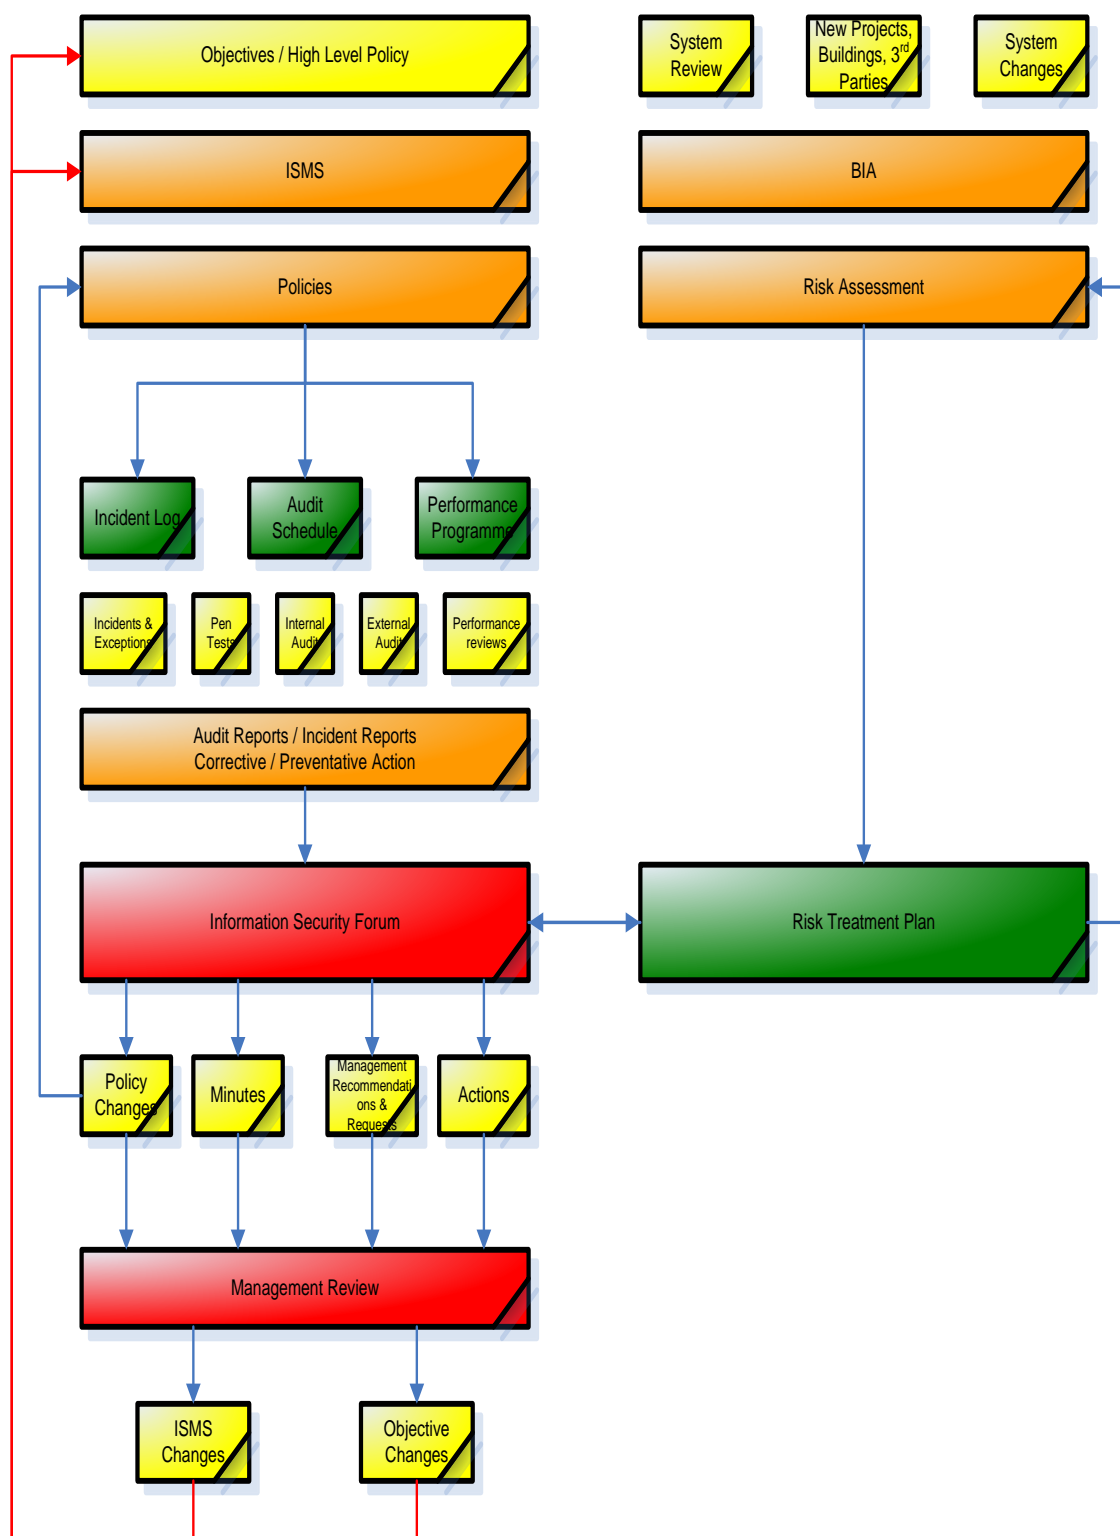 Objectives / High Level Policy
System
Review
New Projects,
Buildings, 3rd
Parties
System
Changes
ISMS
BIA
Policies
Risk Assessment
Incident Log
Audit
Schedule
Performance
Programme
Incidents &
Exceptions
Pen
Tests
Internal
Audit
External
Audit
Performance
reviews
Audit Reports / Incident Reports
Corrective / Preventative Action
Information Security Forum
Risk Treatment Plan
Policy
Changes
Minutes
Management
Recommendati
ons &
Requests
Actions
Management Review
ISMS
Changes
Objective
Changes